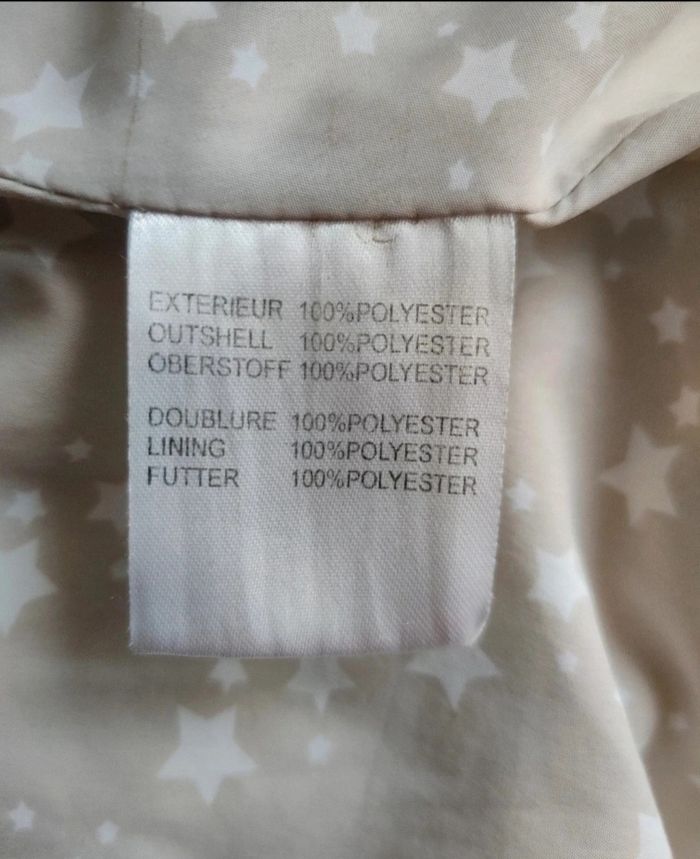 EXTERIEUR 100%POLYESTER
OUTSHELL 100%POLYESTER
OBERSTOFF 100%POLYESTER
DOUBLURE 100%POLYESTER
LINING 100%POLYESTER
FUTTER 100%POLYESTER